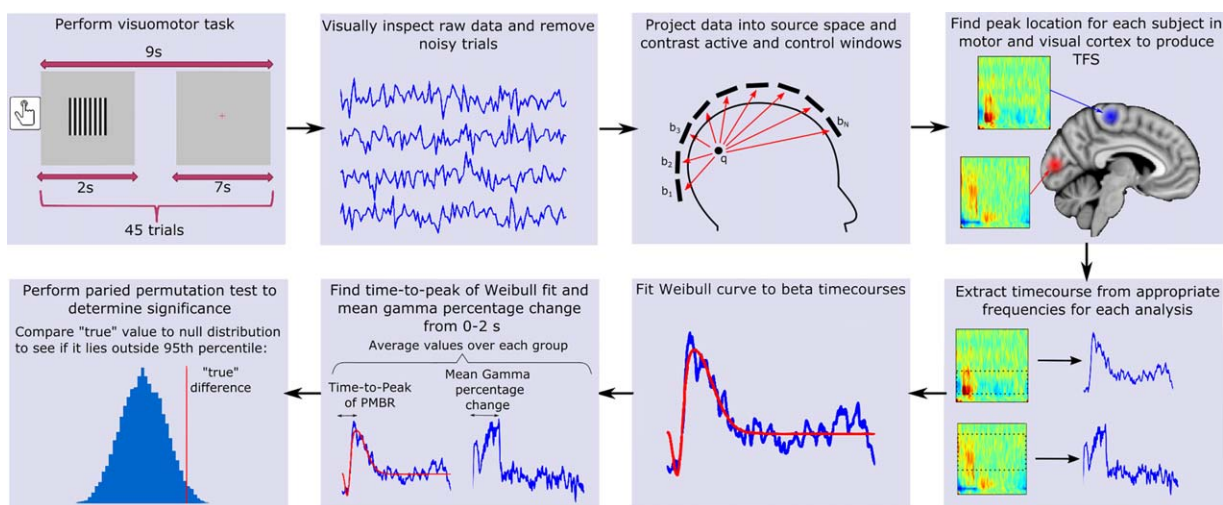 Perform visuomotor task
9s
2s
7s
45 trials
Visually inspect raw data and remove
noisy trials
Project data into source space and
contrast active and control windows
b1
b2
b3
bN
q
Find peak location for each subject in
motor and visual cortex to produce
TFS
Extract timecourse from appropriate
frequencies for each analysis
Fit Weibull curve to beta timecourses
Find time-to-peak of Weibull fit and
mean gamma percentage change
from 0-2 s
Average values over each group
Time-to-Peak
of PMBR
Mean Gamma
percentage
change
Perform paried permutation test to
determine significance
Compare "true" value to null distribution
to see if it lies outside 95th percentile:
"true"
difference